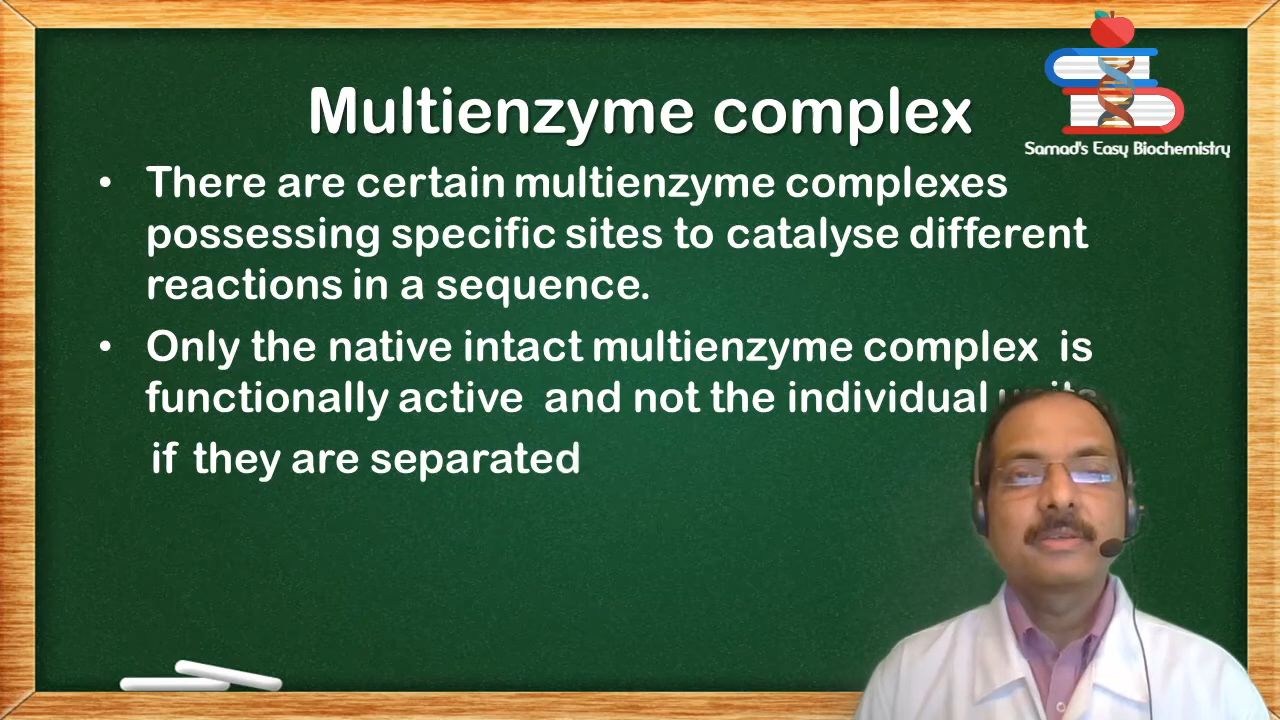 Multienzyme complex
Samad's Easy Biochemistry
• There are certain multienzyme complexes
possessing specific sites to catalyse different
reactions in a sequence.
• Only the native intact multienzyme complex is
functionally active and not the individual
if they are separated